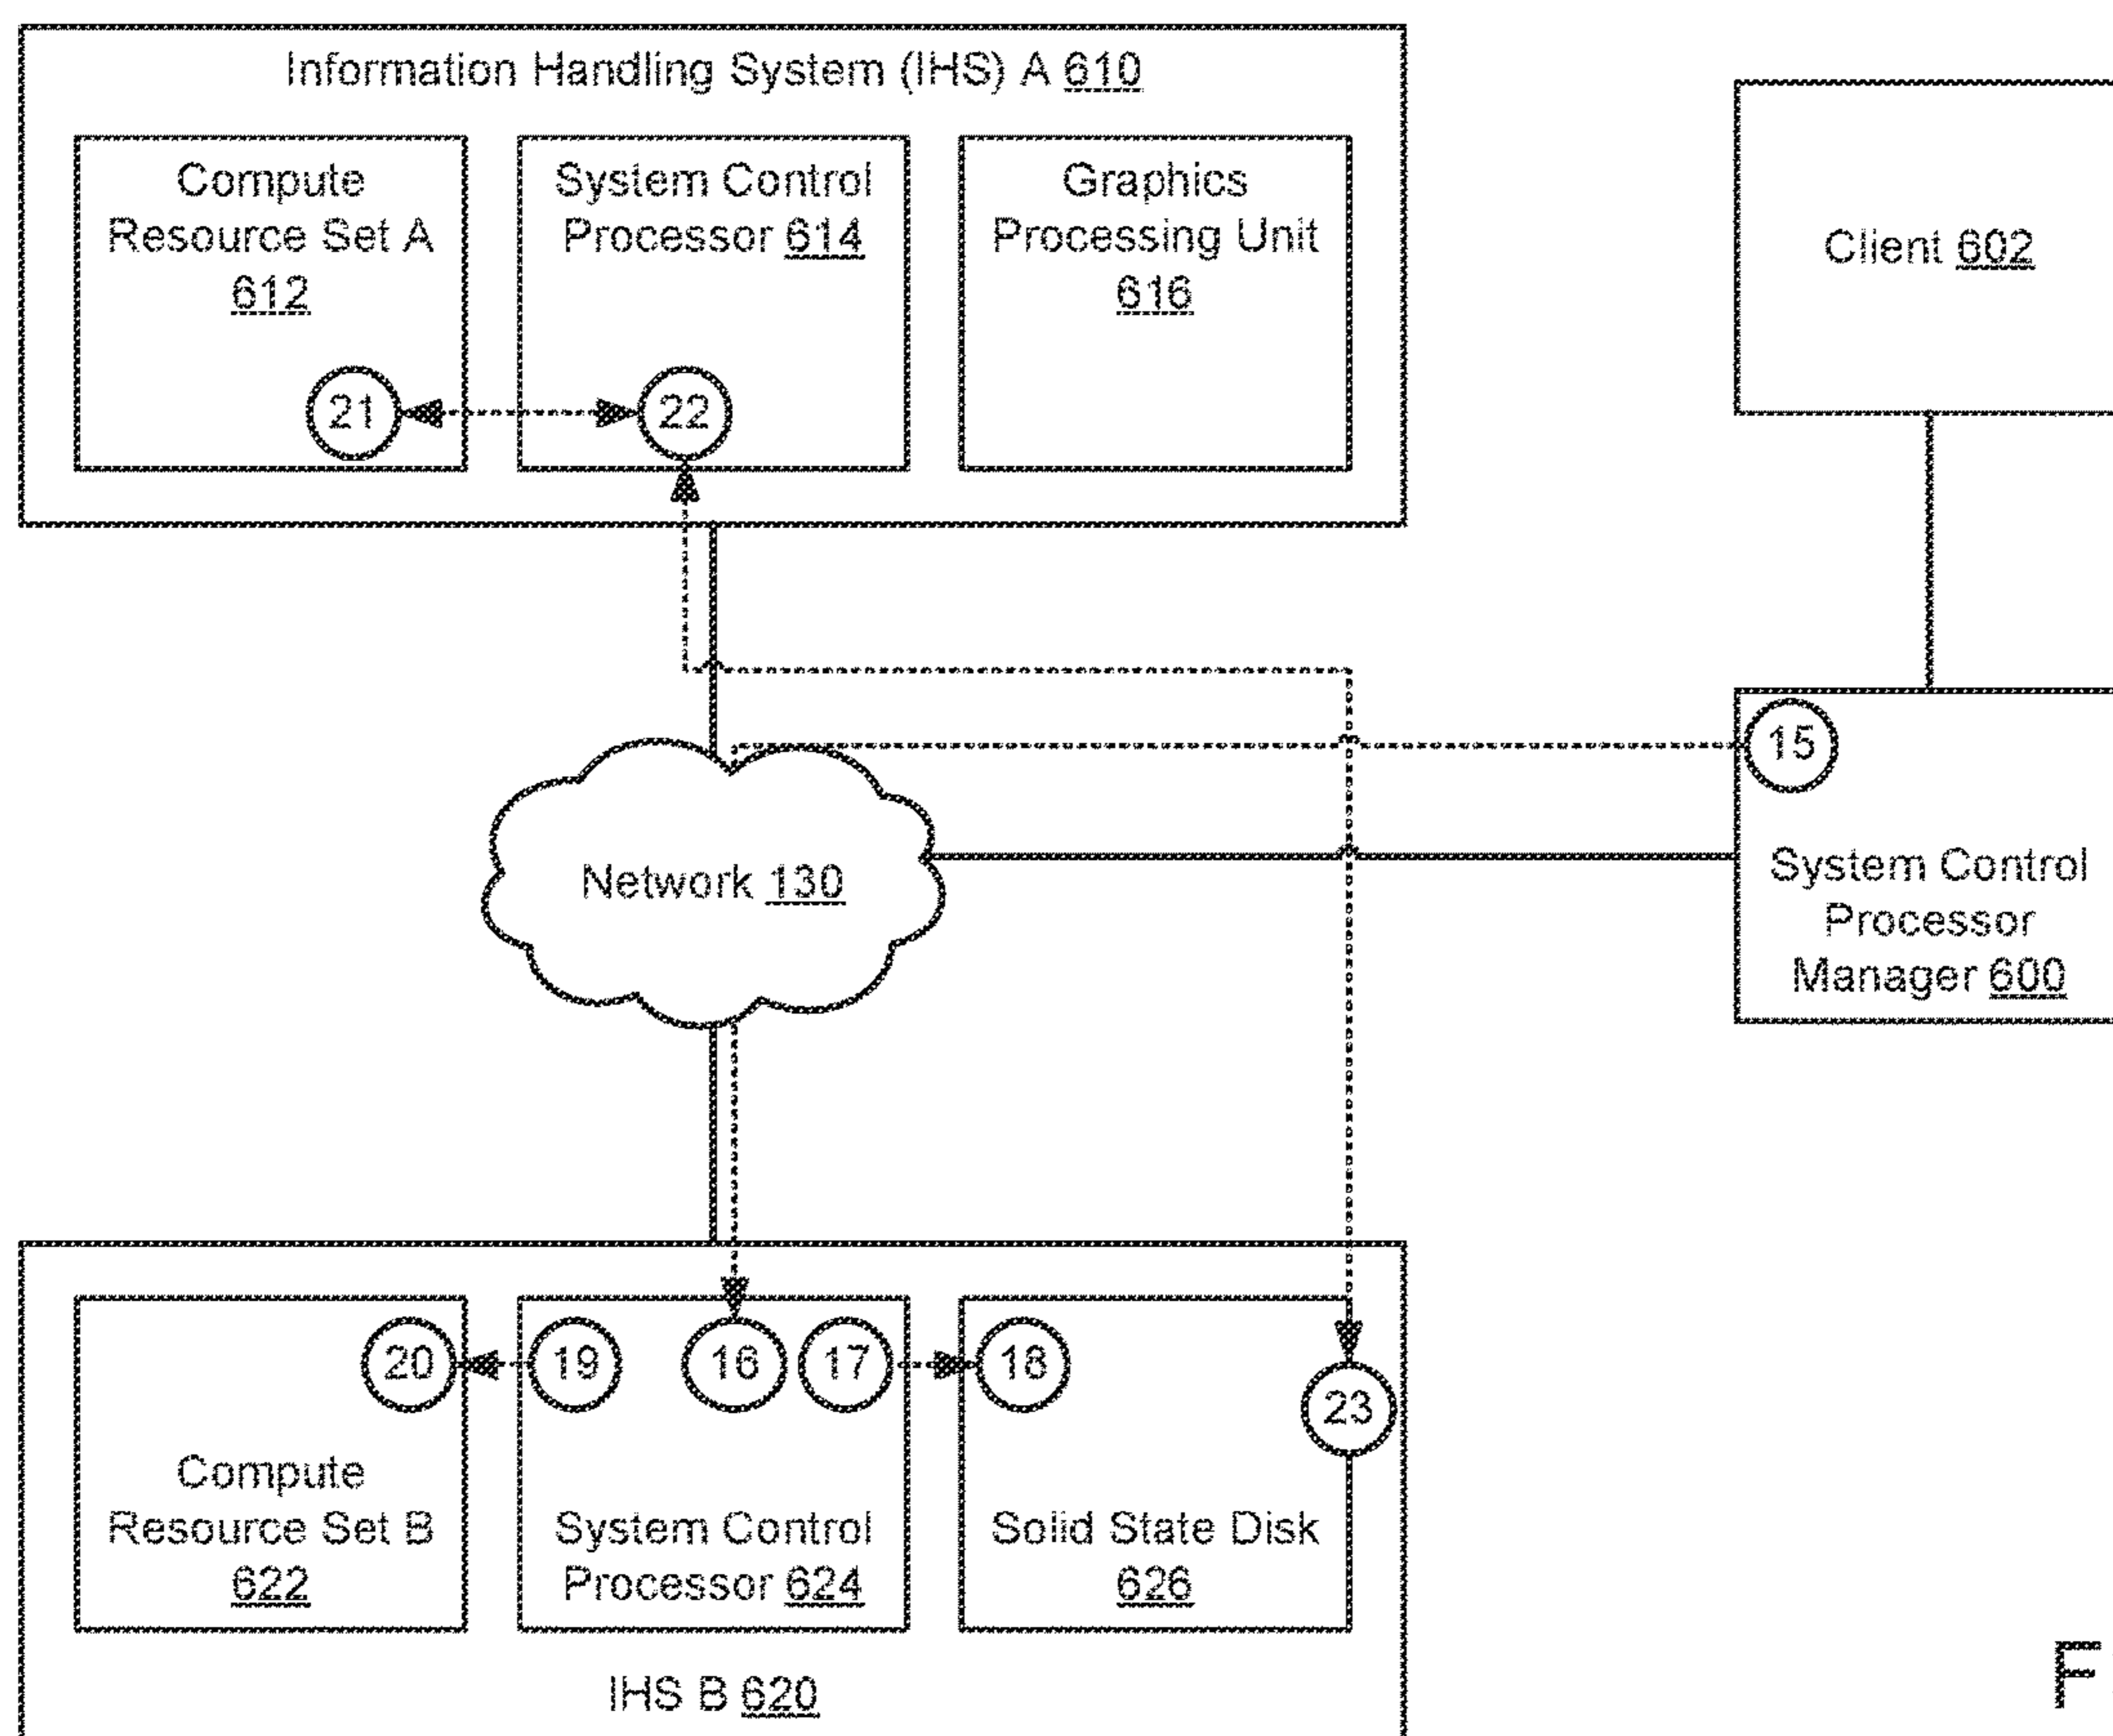 Information Handling System (IHS) A 610
Compute
Resource Set A
612
System Control
Processor 614
Graphics
Processing Unit
616
21
22
Client 602
15
System Control
Processor
Manager 600
Network 130
20
19
16
17
18
23
Compute
Resource Set B
622
System Control
Processor 624
Solid State Disk
626
IHS B 620
F